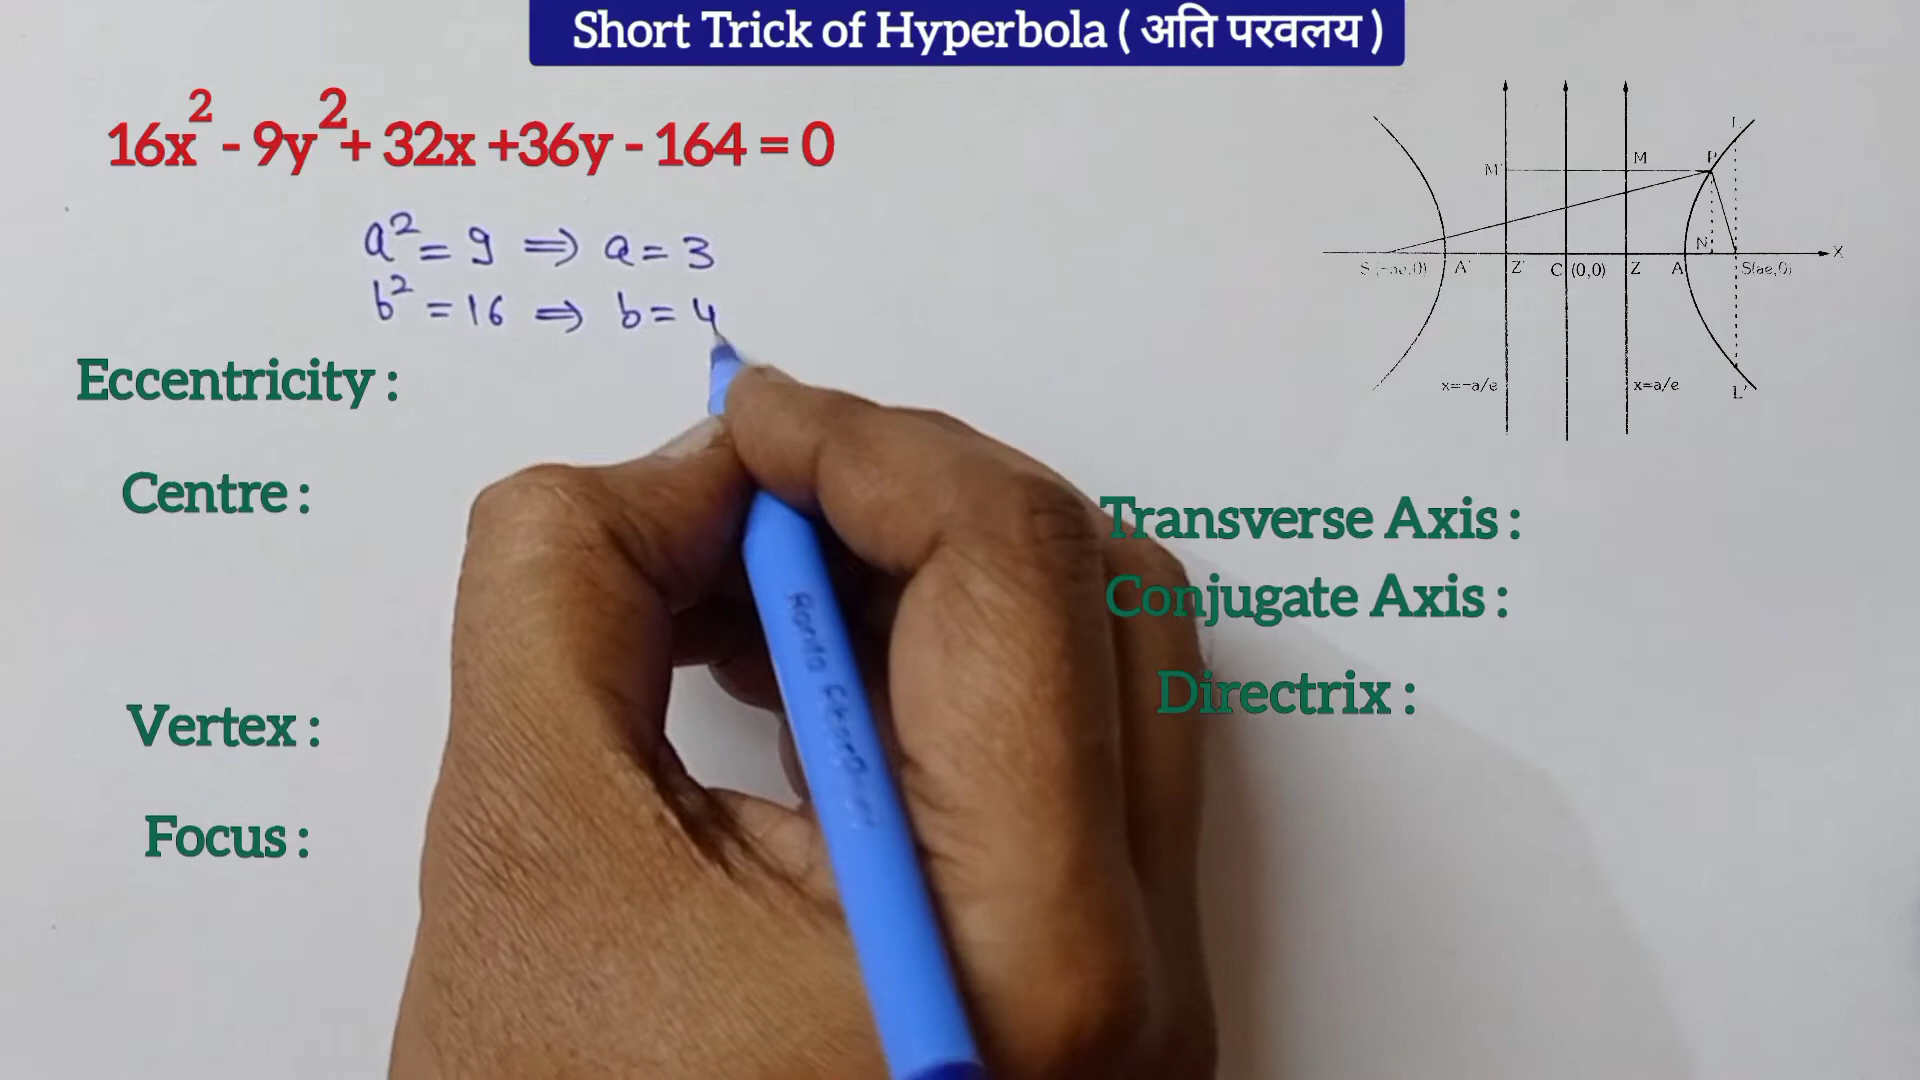 Short Trick of Hyperbola ( अति परवलय )
16x² - 9y² + 32x +36y - 164 = 0
a² = 9 ⟹ a = 3
b² = 16 ⟹ b = 4
Eccentricity :
Centre :
Vertex :
Focus :
Transverse Axis :
Conjugate Axis :
Directrix :
L
M' M P
N X
A' Z' C (0,0) Z A S(ae,0)
x=-a/e x=a/e L'